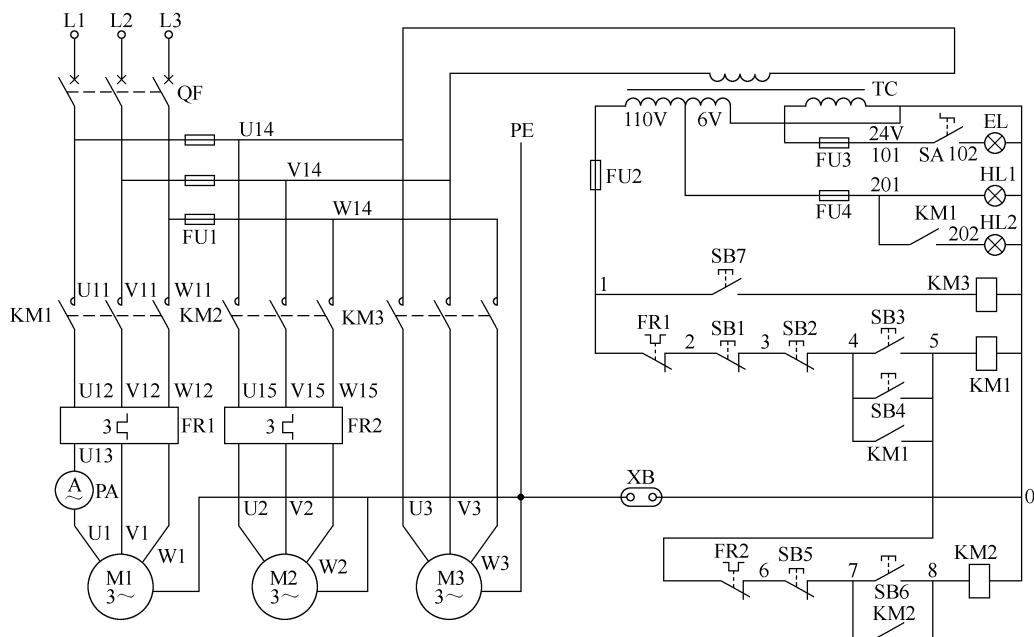 L1 L2 L3
QF
TC
U14
PE
110V 6V
24V
EL
FU3
101
SA 102
FU2
V14
HL1
201
W14
FU4
KM1
HL2
202
FU1
SB7
1
KM3
U11 V11 W11
KM1
KM2
KM3
FR1
SB1
SB2
SB3
2
3
4
5
KM1
U12 V12 W12
U15 V15 W15
SB4
3
FR1
3
FR2
KM1
U13
A
~
PA
XB
0
U2
V2
U3
V3
U1
V1
W1
W2
W3
FR2
SB5
KM2
6
7
8
M1
3~
M2
3~
M3
3~
SB6
KM2